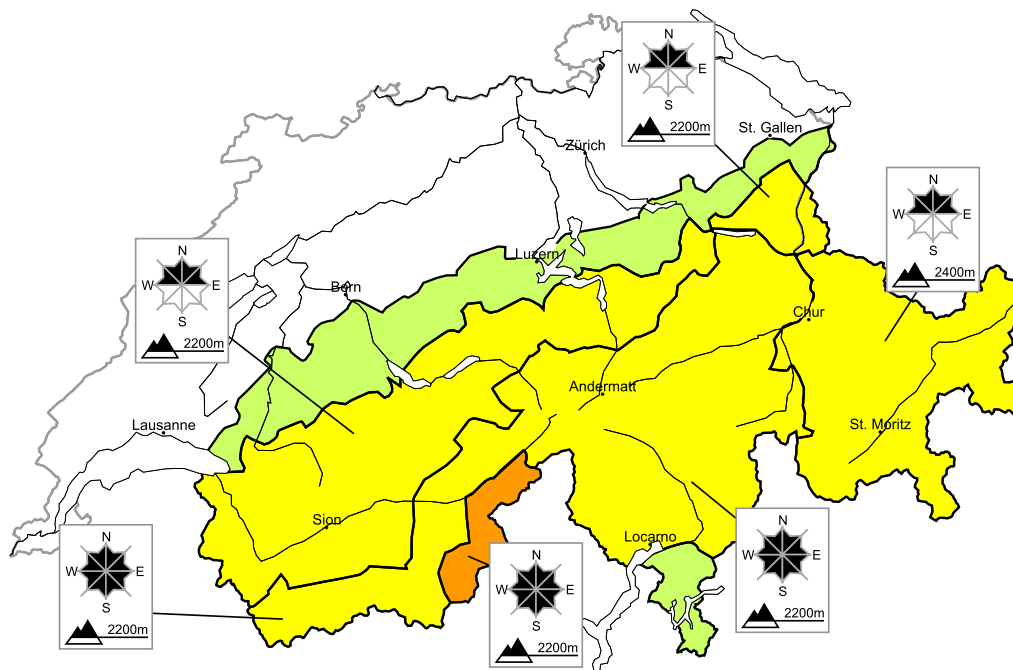 N
W E
S
2200m
St. Gallen
Zürich
N
W E
S
2400m
N
W E
S
2200m
Luzern
Bern
Chur
Andermatt
Lausanne
St. Moritz
Sion
Locarno
N
W E
S
2200m
N
W E
S
2200m
N
W E
S
2200m